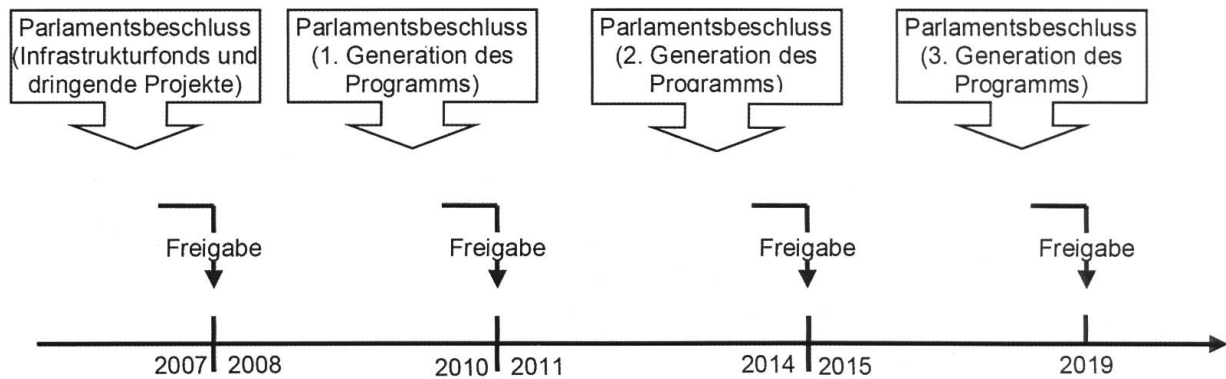 Parlamentsbeschluss
(Infrastrukturfonds und
dringende Projekte)
Parlamentsbeschluss
(1. Generation des
Programms)
Parlamentsbeschluss
(2. Generation des
Programms)
Parlamentsbeschluss
(3. Generation des
Programms)
Freigabe
Freigabe
Freigabe
Freigabe
2007 2008
2010 2011
2014 2015
2019